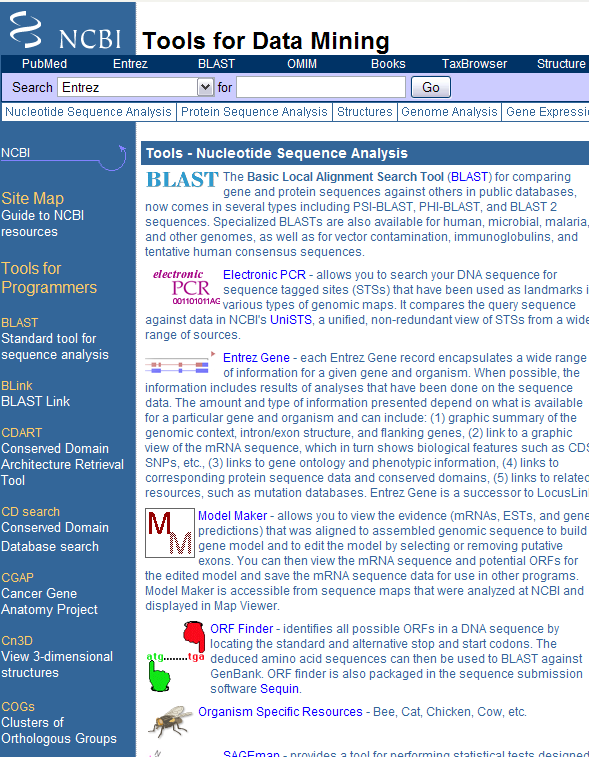 NCBI
Tools for Data Mining
PubMed Entrez BLAST OMIM Books TaxBrowser Structure
Search Entrez for Go
Nucleotide Sequence Analysis Protein Sequence Analysis Structures Genome Analysis Gene Expressi
NCBI
Site Map
Guide to NCBI
resources
Tools for
Programmers
BLAST
Standard tool for
sequence analysis
BLink
BLAST Link
CDART
Conserved Domain
Architecture Retrieval
Tool
CD search
Conserved Domain
Database search
CGAP
Cancer Gene
Anatomy Project
Cn3D
View 3-dimensional
structures
COGs
Clusters of
Orthologous Groups
Tools - Nucleotide Sequence Analysis
BLAST The Basic Local Alignment Search Tool (BLAST) for comparing
gene and protein sequences against others in public databases,
now comes in several types including PSI-BLAST, PHI-BLAST, and BLAST 2
sequences. Specialized BLASTs are also available for human, microbial, malaria,
and other genomes, as well as for vector contamination, immunoglobulins, and
tentative human consensus sequences.
electronic
PCR
001101011AG
Electronic PCR - allows you to search your DNA sequence for
sequence tagged sites (STSs) that have been used as landmarks i
various types of genomic maps. It compares the query sequence
against data in NCBI's UniSTS, a unified, non-redundant view of STSs from a wide
range of sources.
Entrez Gene - each Entrez Gene record encapsulates a wide range
of information for a given gene and organism. When possible, the
information includes results of analyses that have been done on the sequence
data. The amount and type of information presented depend on what is available
for a particular gene and organism and can include: (1) graphic summary of the
genomic context, intron/exon structure, and flanking genes, (2) link to a graphic
view of the mRNA sequence, which in turn shows biological features such as CDS
SNPs, etc., (3) links to gene ontology and phenotypic information, (4) links to
corresponding protein sequence data and conserved domains, (5) links to related
resources, such as mutation databases. Entrez Gene is a successor to LocusLin
M
M
Model Maker - allows you to view the evidence (mRNAs, ESTs, and gene
predictions) that was aligned to assembled genomic sequence to build
gene model and to edit the model by selecting or removing putative
exons. You can then view the mRNA sequence and potential ORFs for
the edited model and save the mRNA sequence data for use in other programs.
Model Maker is accessible from sequence maps that were analyzed at NCBI and
displayed in Map Viewer.
atg........tga
ORF Finder - identifies all possible ORFs in a DNA sequence by
locating the standard and alternative stop and start codons. The
deduced amino acid sequences can then be used to BLAST against
GenBank. ORF finder is also packaged in the sequence submission
software Sequin.
Organism Specific Resources - Bee, Cat, Chicken, Cow, etc.
SAGEmap - provides a tool for performing statistical tests designed